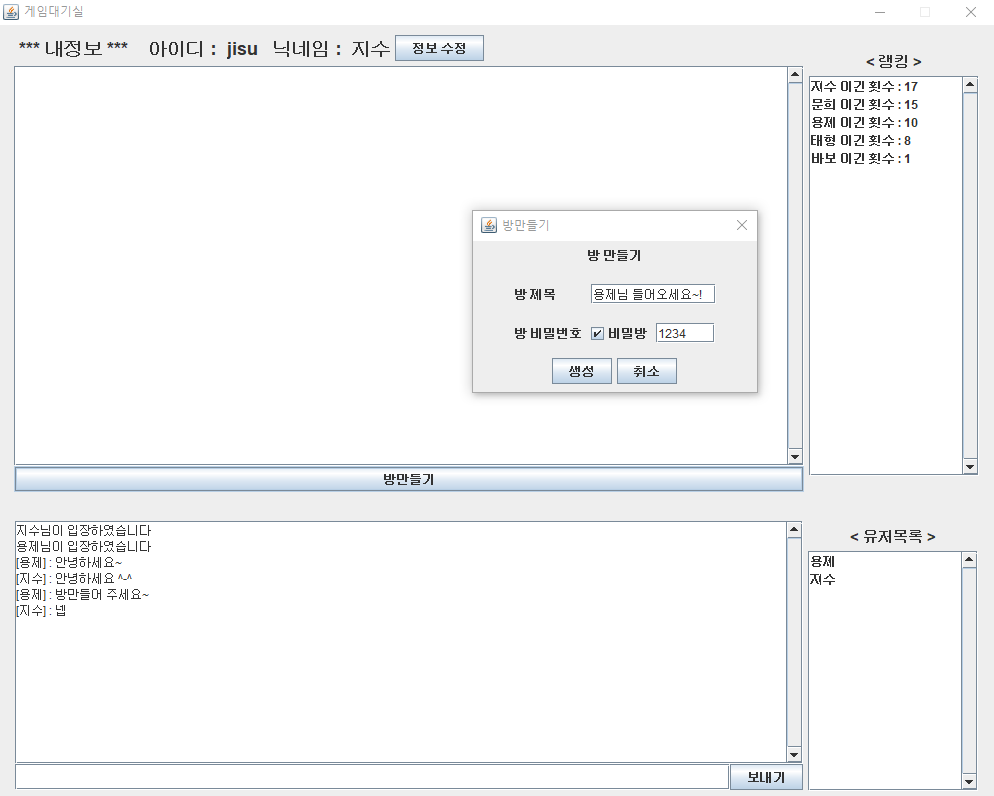 게임대기실
*** 내정보 *** 아이디 : jisu 닉네임 : 지수 정보 수정
< 랭킹 >
지수 이긴 횟수 : 17
문희 이긴 횟수 : 15
용제 이긴 횟수 : 10
태형 이긴 횟수 : 8
바보 이긴 횟수 : 1
방만들기
방 만들기
방 제목 용제님 들어오세요~!
방 비밀번호 비밀방 1234
생성 취소
방만들기
지수님이 입장하였습니다
용제님이 입장하였습니다
[용제] : 안녕하세요~
[지수] : 안녕하세요 ^-^
[용제] : 방만들어 주세요~
[지수] : 넵
< 유저목록 >
용제
지수
보내기